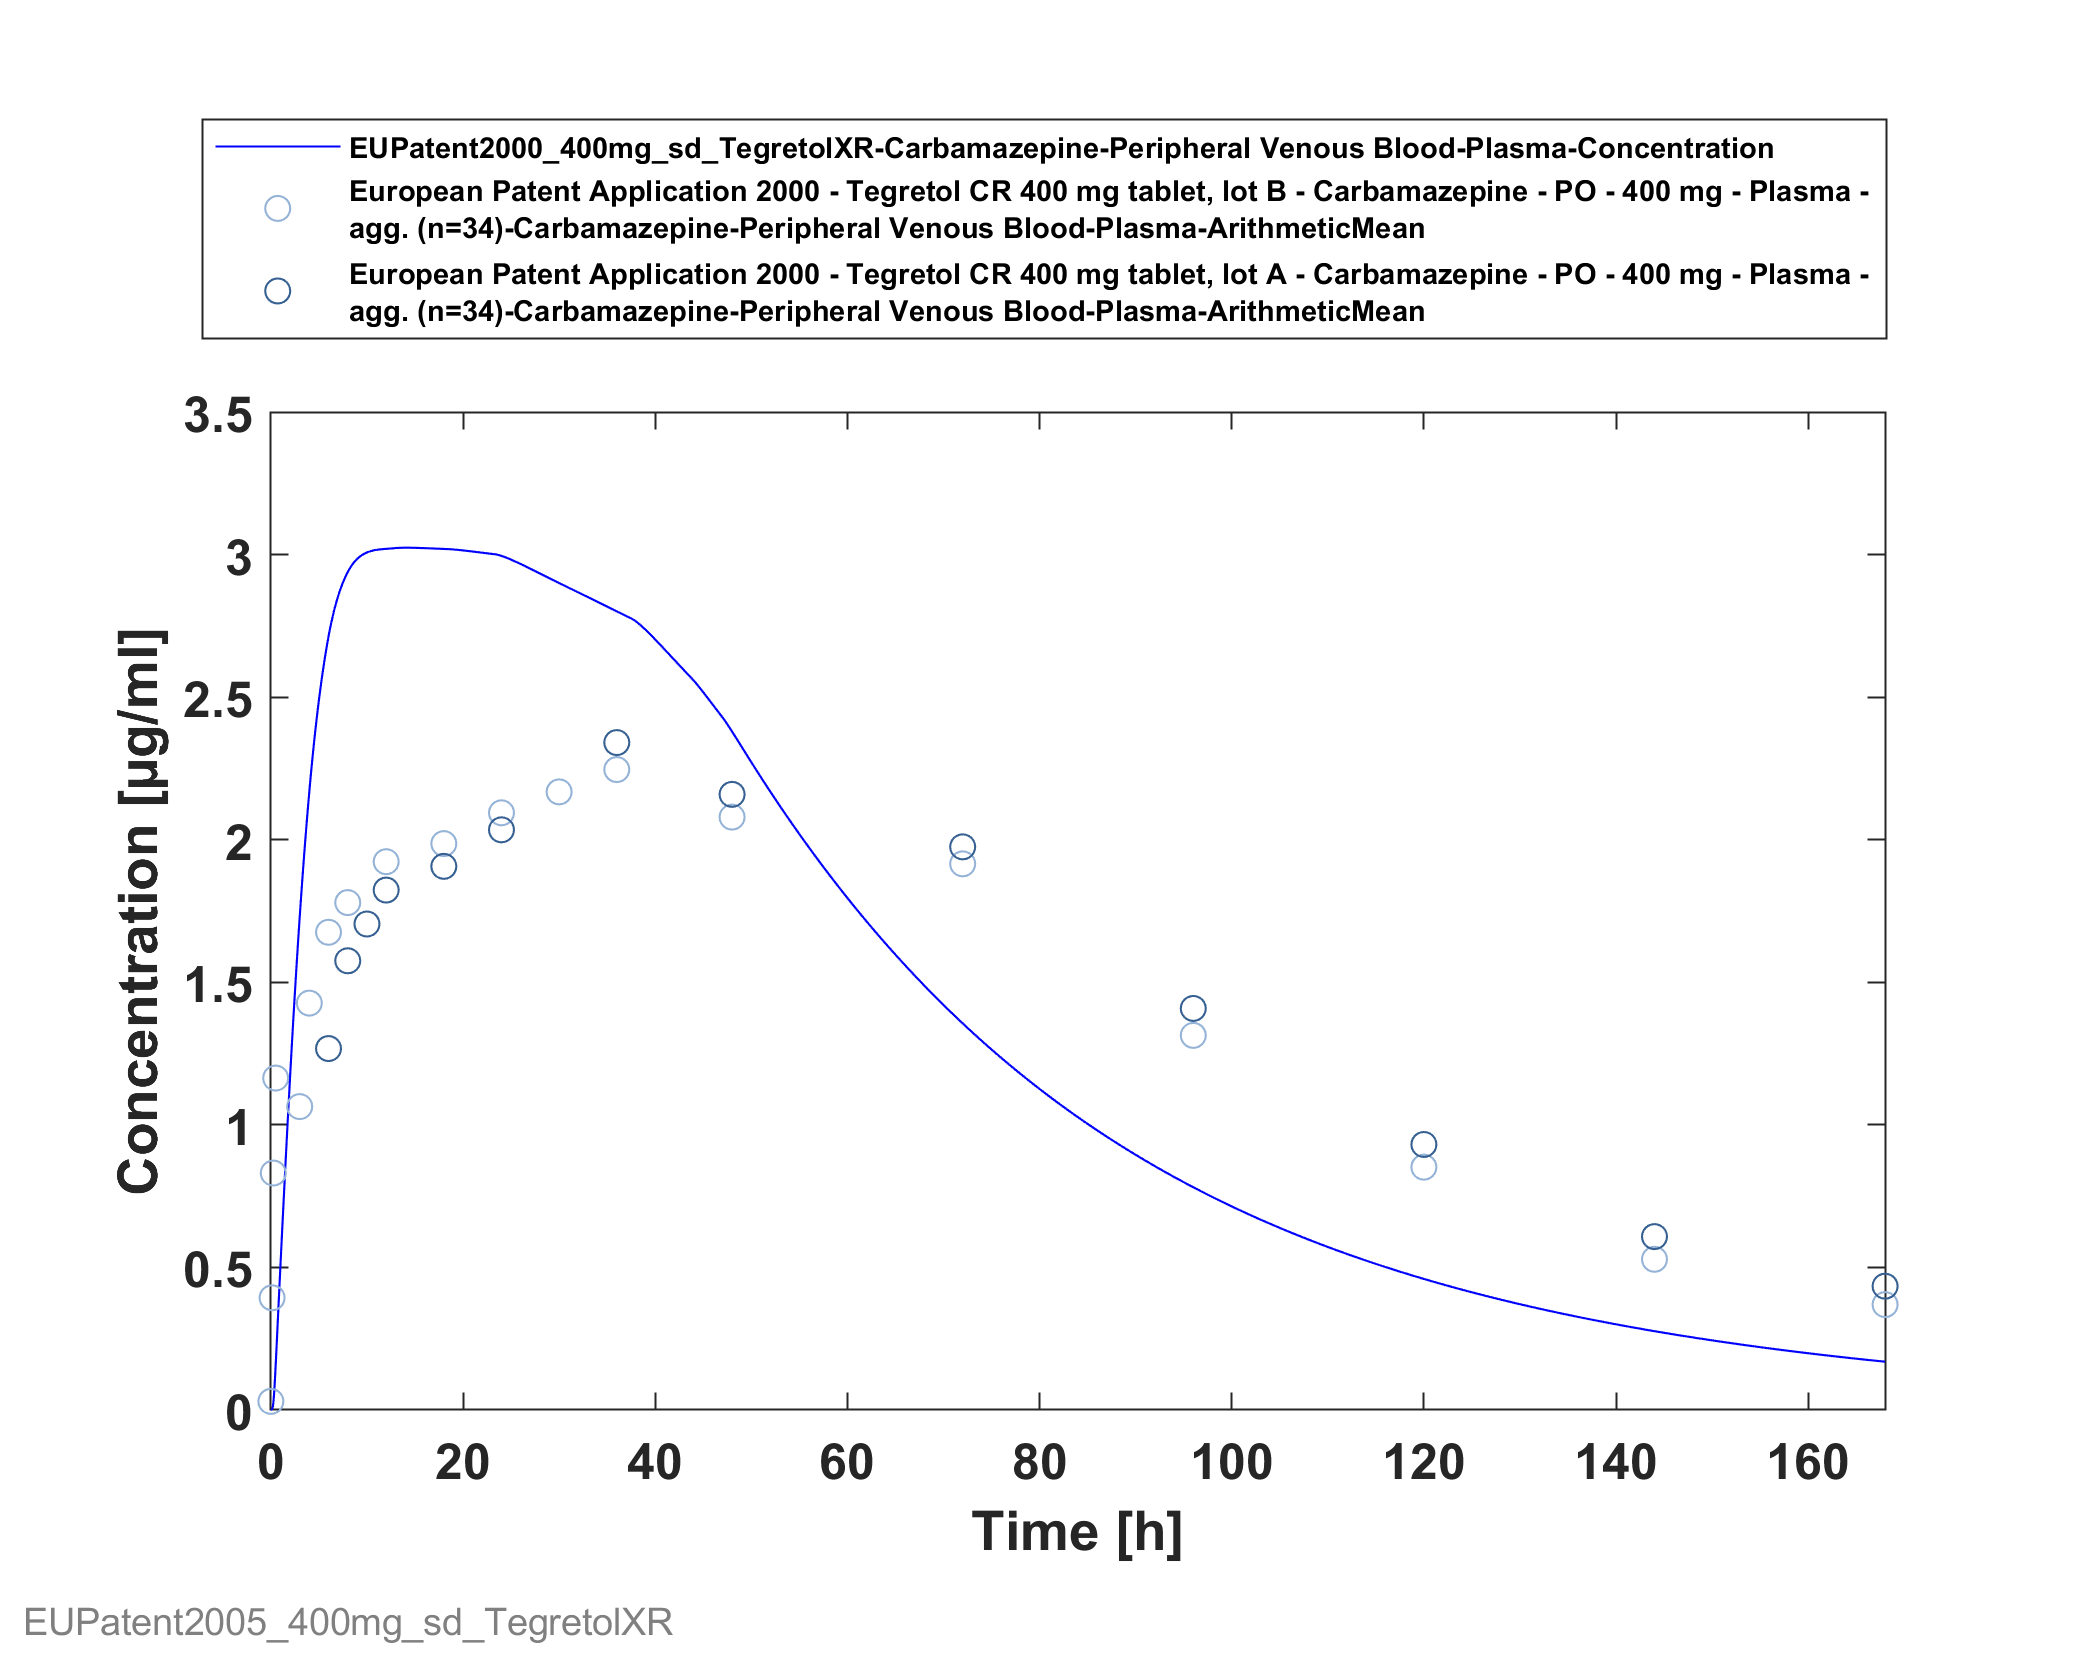 EUPatent2000_400mg_sd_TegretolXR-Carbamazepine-Peripheral Venous Blood-Plasma-Concentration
European Patent Application 2000 - Tegretol CR 400 mg tablet, lot B - Carbamazepine - PO - 400 mg - Plasma -
agg. (n=34)-Carbamazepine-Peripheral Venous Blood-Plasma-ArithmeticMean
European Patent Application 2000 - Tegretol CR 400 mg tablet, lot A - Carbamazepine - PO - 400 mg - Plasma -
agg. (n=34)-Carbamazepine-Peripheral Venous Blood-Plasma-ArithmeticMean
3.5
3
2.5
2
1.5
1
0.5
0
Concentration [µg/ml]
0 20 40 60 80 100 120 140 160
Time [h]
EUPatent2005_400mg_sd_TegretolXR